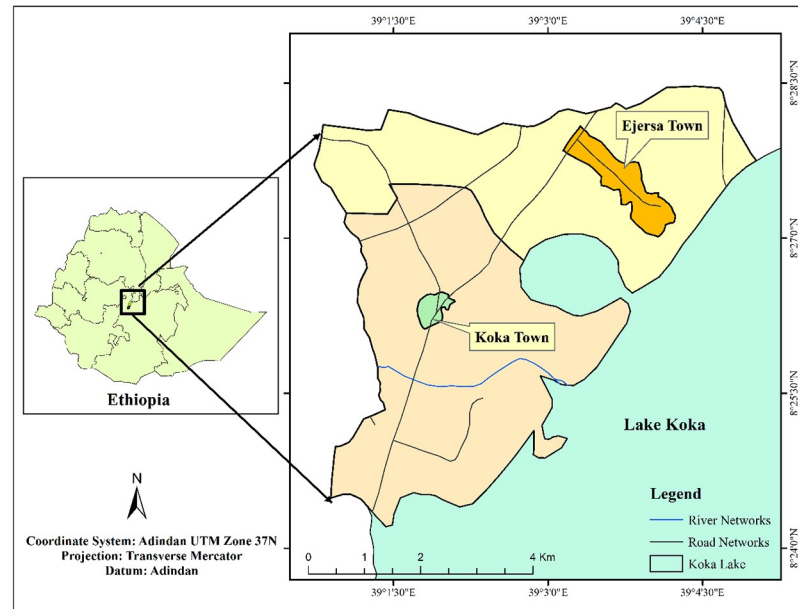 39°1'30"E 39°3'0"E 39°4'30"E
8°28'30"N
Ejersa Town
8°27'0"N
Koka Town
Ethiopia
8°25'30"N
Lake Koka
N
Legend
River Networks
Road Networks
Koka Lake
Coordinate System: Adindan UTM Zone 37N
Projection: Transverse Mercator
Datum: Adindan
0 1 2 4 Km
8°24'0"N
39°1'30"E 39°3'0"E 39°4'30"E